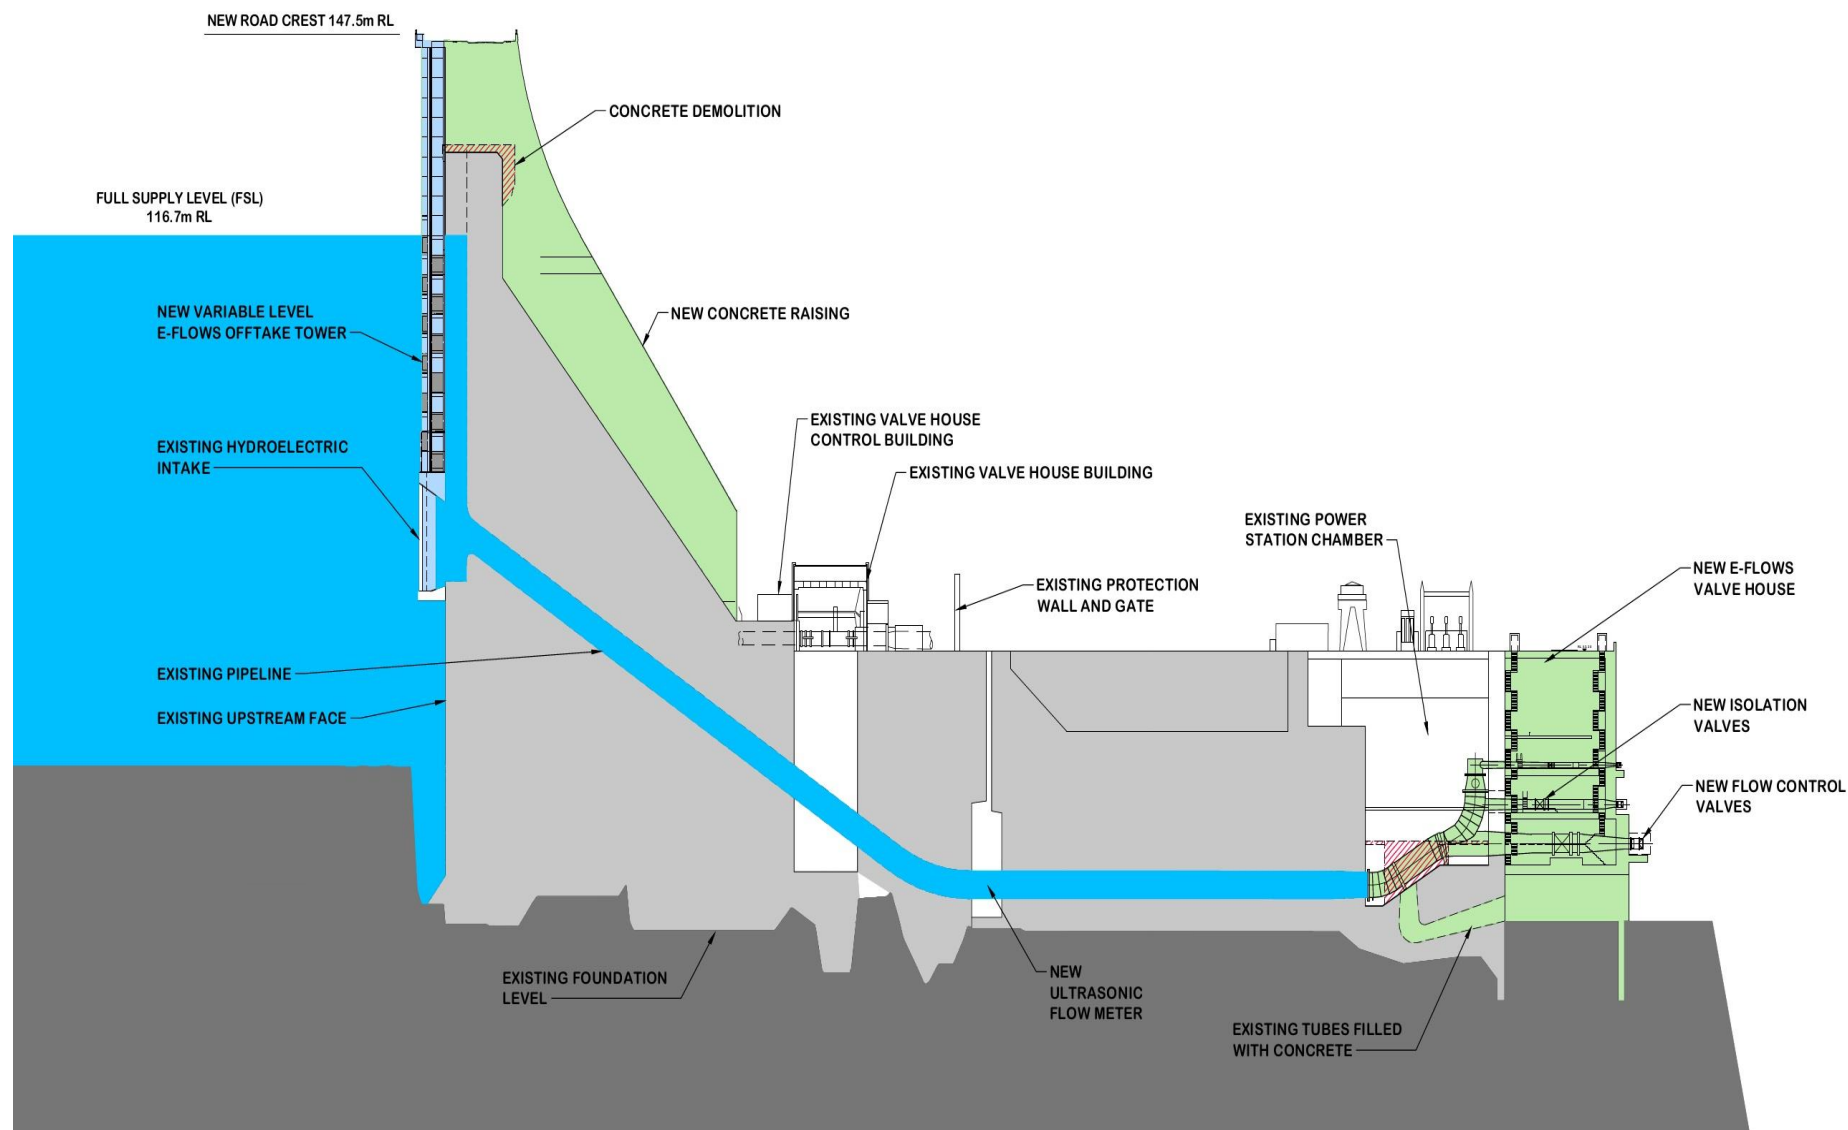 NEW ROAD CREST 147.5m RL
CONCRETE DEMOLITION
FULL SUPPLY LEVEL (FSL)
116.7m RL
NEW VARIABLE LEVEL
E-FLOWS OFFTAKE TOWER
NEW CONCRETE RAISING
EXISTING VALVE HOUSE
CONTROL BUILDING
EXISTING HYDROELECTRIC
INTAKE
EXISTING VALVE HOUSE BUILDING
EXISTING POWER
STATION CHAMBER
EXISTING PROTECTION
WALL AND GATE
NEW E-FLOWS
VALVE HOUSE
EXISTING PIPELINE
EXISTING UPSTREAM FACE
NEW ISOLATION
VALVES
NEW FLOW CONTROL
VALVES
EXISTING FOUNDATION
LEVEL
NEW
ULTRASONIC
FLOW METER
EXISTING TUBES FILLED
WITH CONCRETE